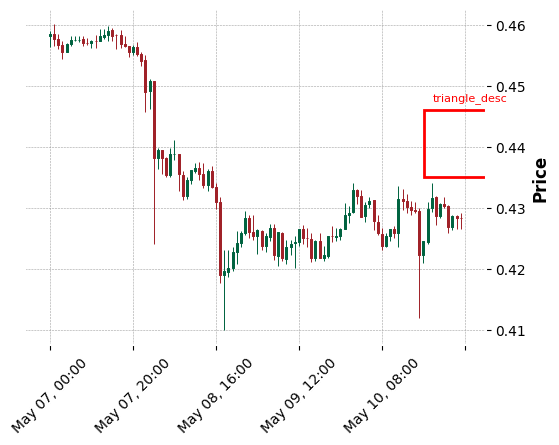 0.46
0.45
triangle_desc
0.44
0.43
0.42
0.41
Price
May 07, 00:00
May 07, 20:00
May 08, 16:00
May 09, 12:00
May 10, 08:00